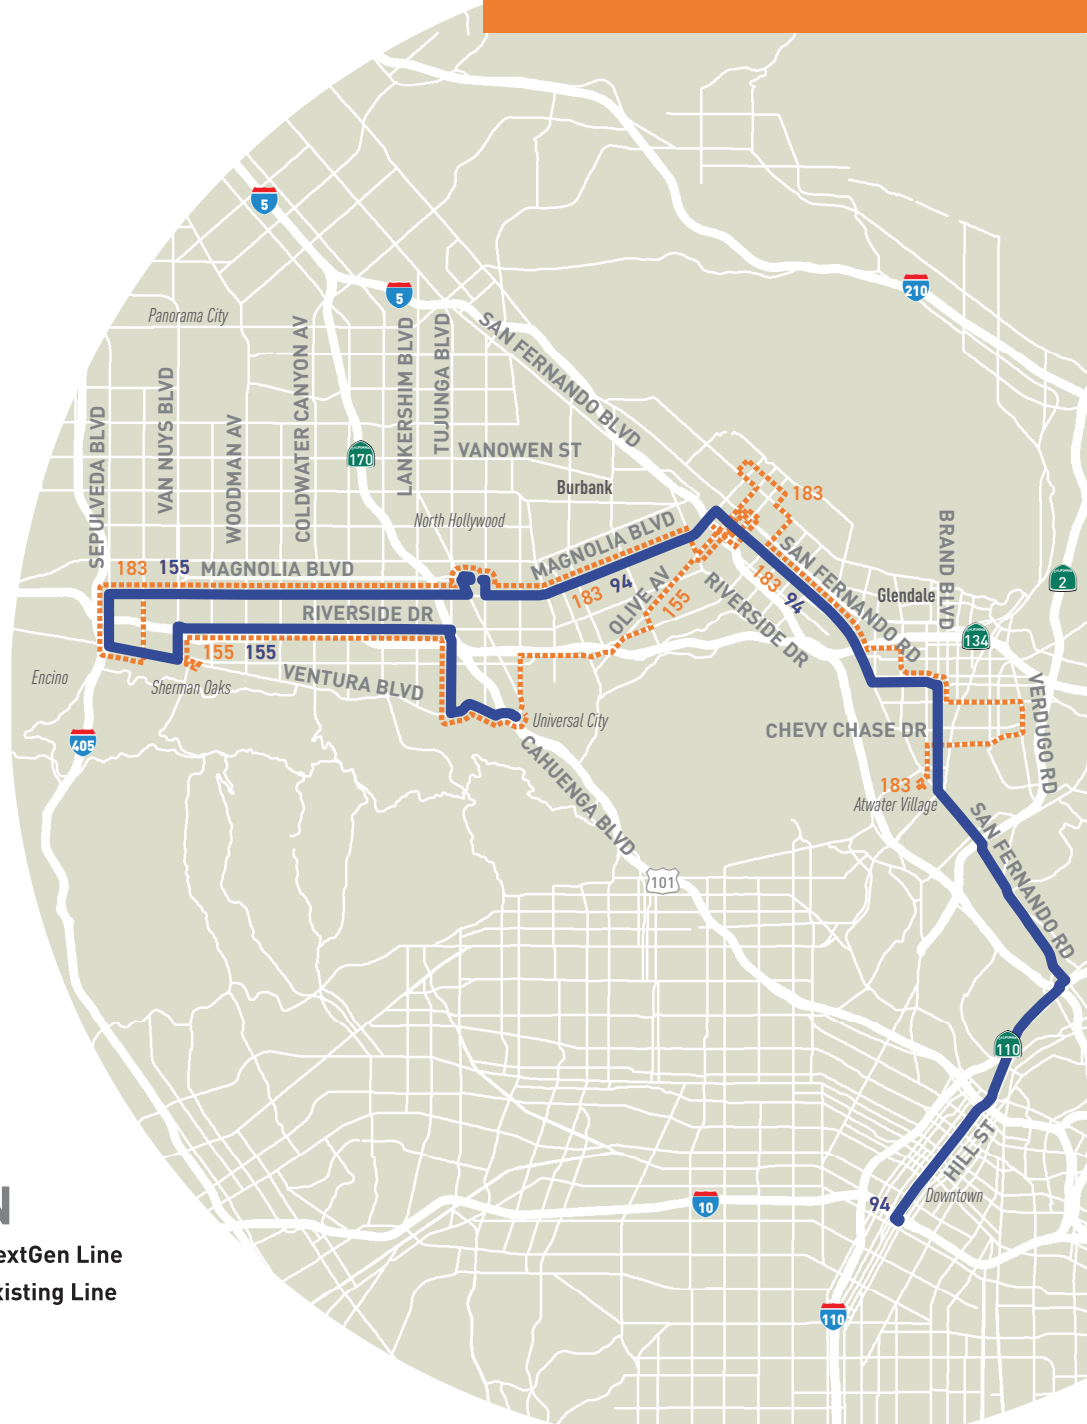 5
5
210
Panorama City
SAN FERNANDO BLVD
SEPULVEDA BLVD
VAN NUYS BLVD
WOODMAN AV
COLDWATER CANYON AV
LANKERSHIM BLVD
TUJUNGA BLVD
VANOWEN ST
170
Burbank
183
North Hollywood
MAGNOLIA BLVD
BRAND BLVD
SAN FERNANDO RD
183 155 MAGNOLIA BLVD
183 94
OLIVE AV
155
RIVERSIDE DR
183 94
Glendale
CALIFORNIA
2
CALIFORNIA
134
RIVERSIDE DR
155 155
VENTURA BLVD
Encino
Sherman Oaks
Universal City
405
CAHUENGA BLVD
CHEVY CHASE DR
VERDUGO RD
183
Atwater Village
SAN FERNANDO RD
101
CALIFORNIA
110
HILL ST
94
Downtown
10
110
N
extGen Line
xisting Line